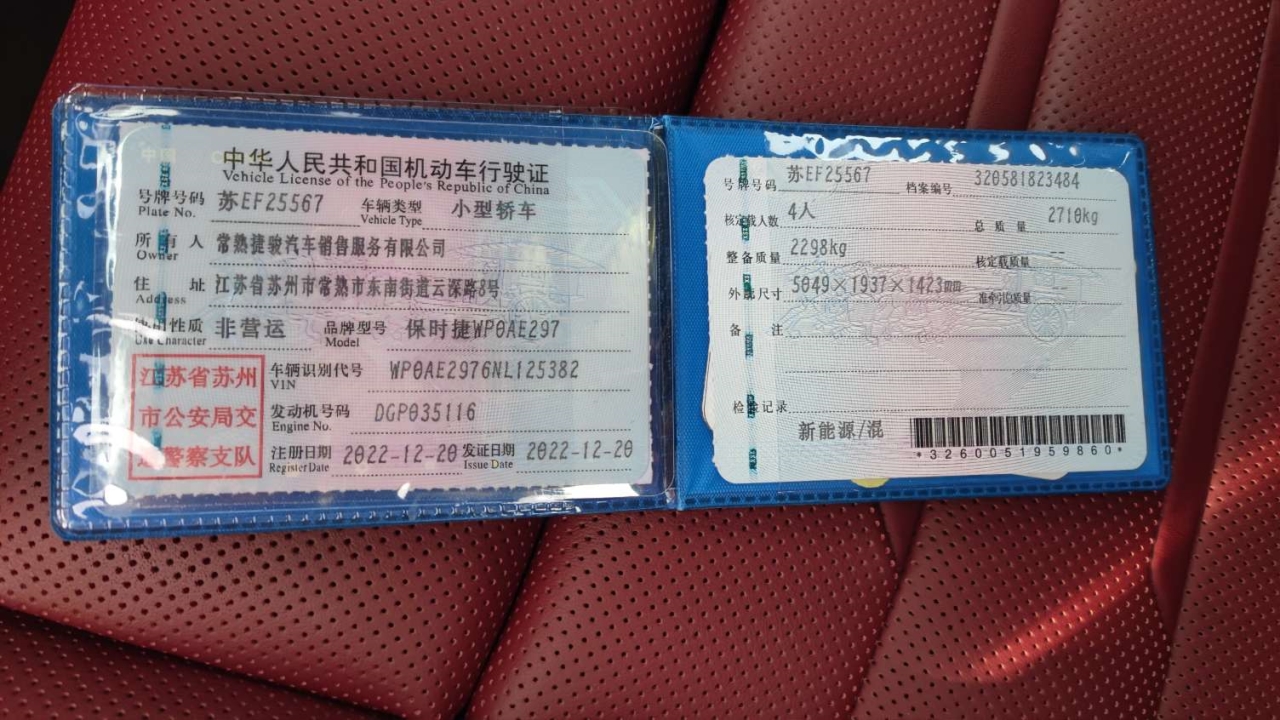 中华人民共和国机动车行驶证
Vehicle License of the People's Republic of China
号牌号码 苏EF25567 车辆类型 小型轿车
Plate No. Vehicle Type
所有人 常熟捷骏汽车销售服务有限公司
Owner
住址 江苏省苏州市常熟市东南街道云深路8号
Address
使用性质 非营运 品牌型号 保时捷WP0AE297
Use Character Model
车辆识别代号 WP0AE2976NL125382
VIN
发动机号码 DGP035116
Engine No.
注册日期 2022-12-20 发证日期 2022-12-20
Register Date Issue Date
江苏省苏州
市公安局交
通警察支队
号牌号码 苏EF25567 档案编号 320581823484
核定载人数 4人 总质量 2710kg
整备质量 2298kg 核定载质量 --
外廓尺寸 5049×1937×1423mm 准牵引总质量 --
备注
检验记录
新能源/混
*3260051959860*